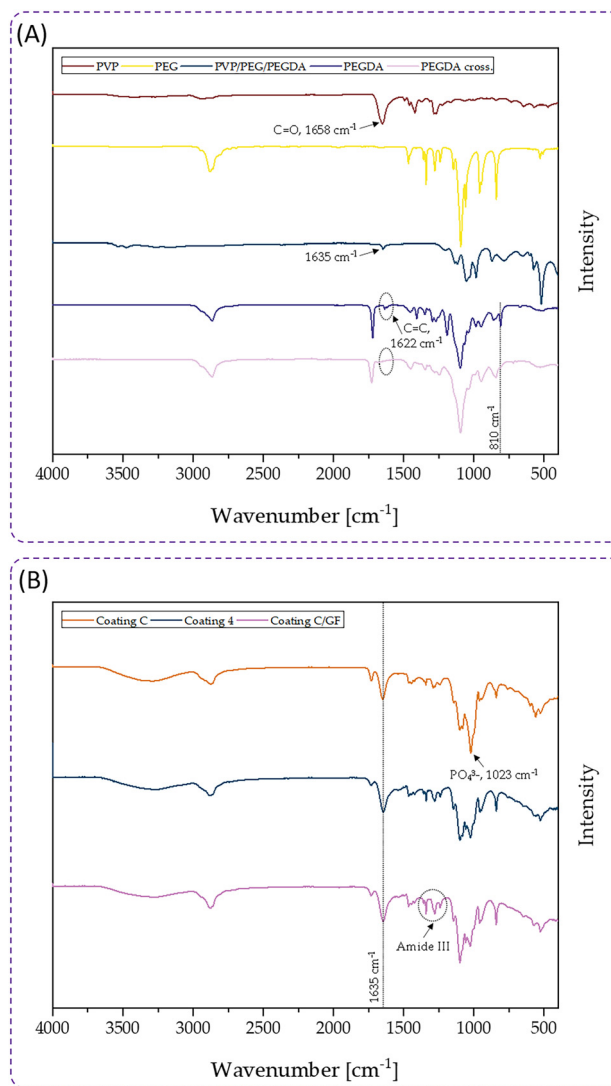 (A)
PVP PEG PVP/PEG/PEGDA PEGDA PEGDA cross.
C=O, 1658 cm⁻¹
1635 cm⁻¹
C=C,
1622 cm⁻¹
810 cm⁻¹
Intensity
4000 3500 3000 2500 2000 1500 1000 500
Wavenumber [cm⁻¹]
(B)
Coating C Coating 4 Coating C/GF
PO₄³⁻, 1023 cm⁻¹
Amide III
1635 cm⁻¹
Intensity
4000 3500 3000 2500 2000 1500 1000 500
Wavenumber [cm⁻¹]